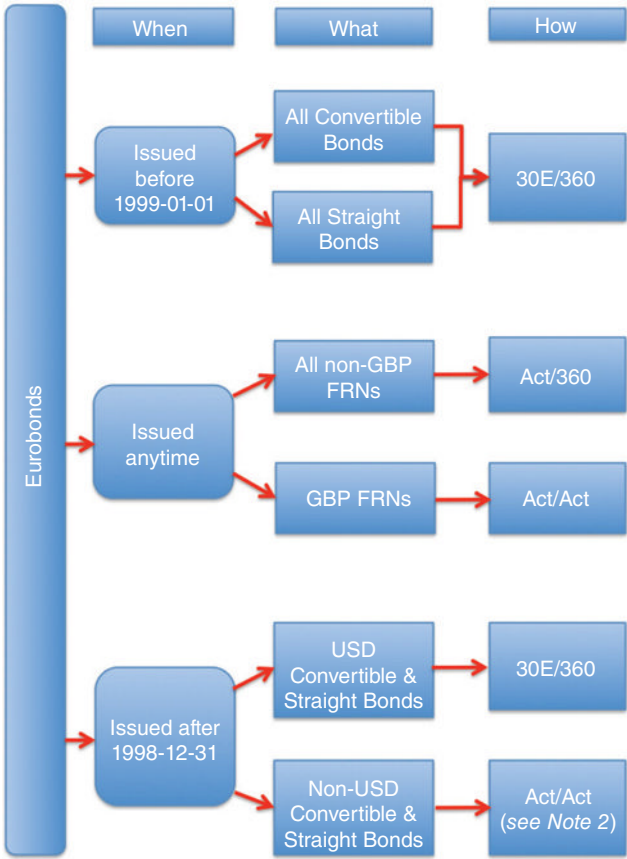 When
What
How
Eurobonds
Issued
before
1999-01-01
All Convertible
Bonds
All Straight
Bonds
30E/360
Issued
anytime
All non-GBP
FRNs
Act/360
GBP FRNs
Act/Act
Issued after
1998-12-31
USD
Convertible &
Straight Bonds
30E/360
Non-USD
Convertible &
Straight Bonds
Act/Act
(see Note 2)